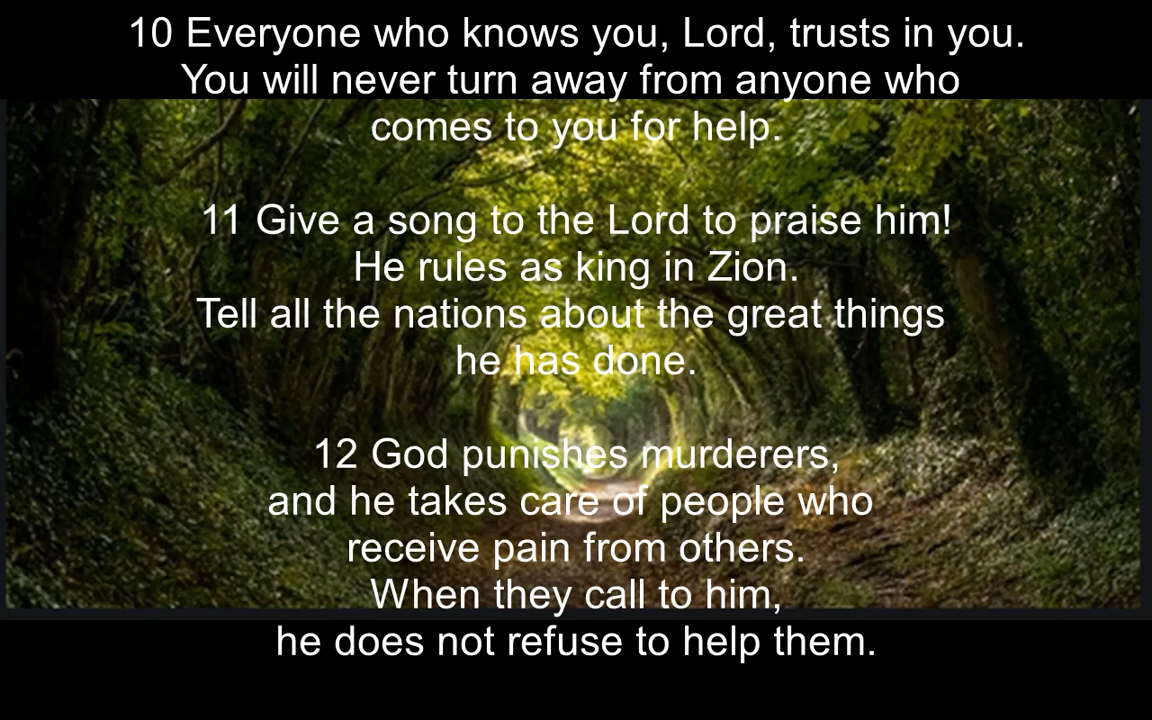 10 Everyone who knows you, Lord, trusts in you.
You will never turn away from anyone who
comes to you for help.
11 Give a song to the Lord to praise him!
He rules as king in Zion.
Tell all the nations about the great things
he has done.
12 God punishes murderers,
and he takes care of people who
receive pain from others.
When they call to him,
he does not refuse to help them.